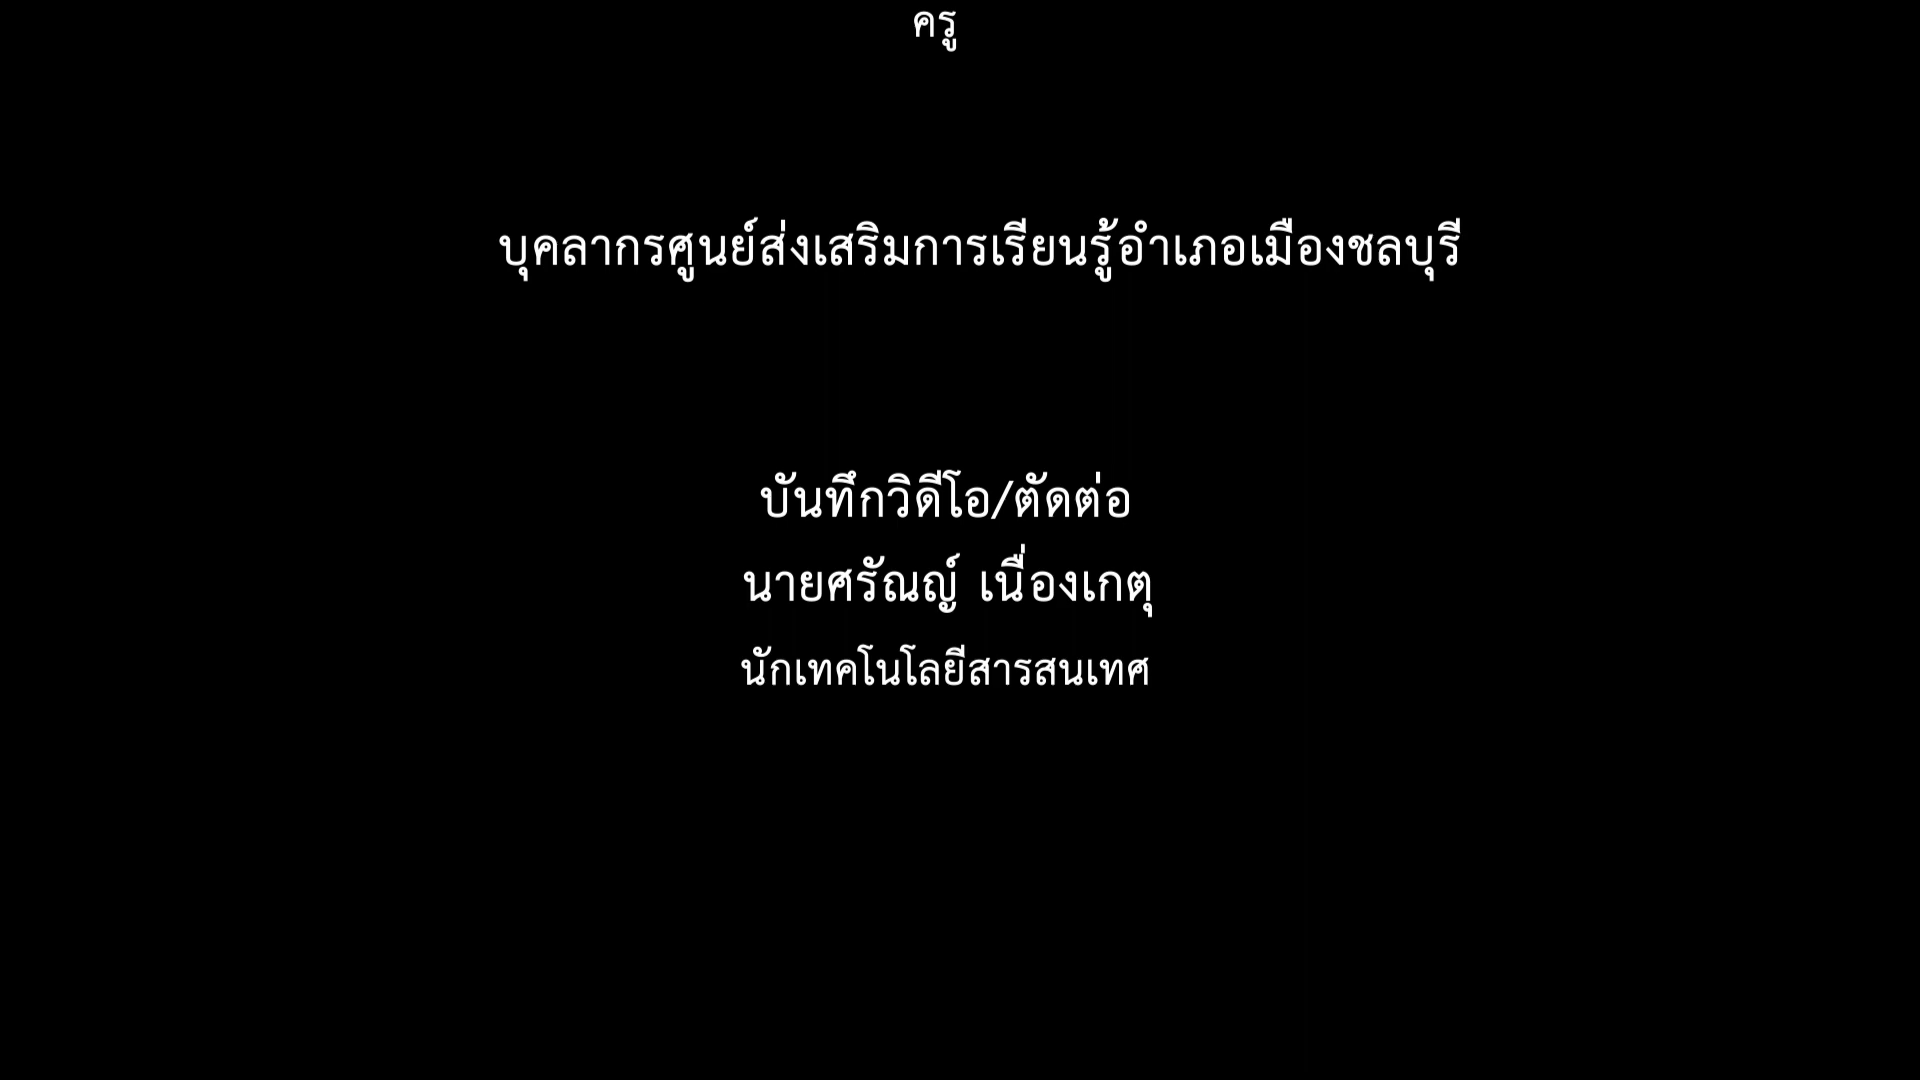 ครู
บุคลากรศูนย์ส่งเสริมการเรียนรู้อำเภอเมืองชลบุรี
บันทึกวิดีโอ/ตัดต่อ
นายศรัณญ์ เนื่องเกตุ
นักเทคโนโลยีสารสนเทศ